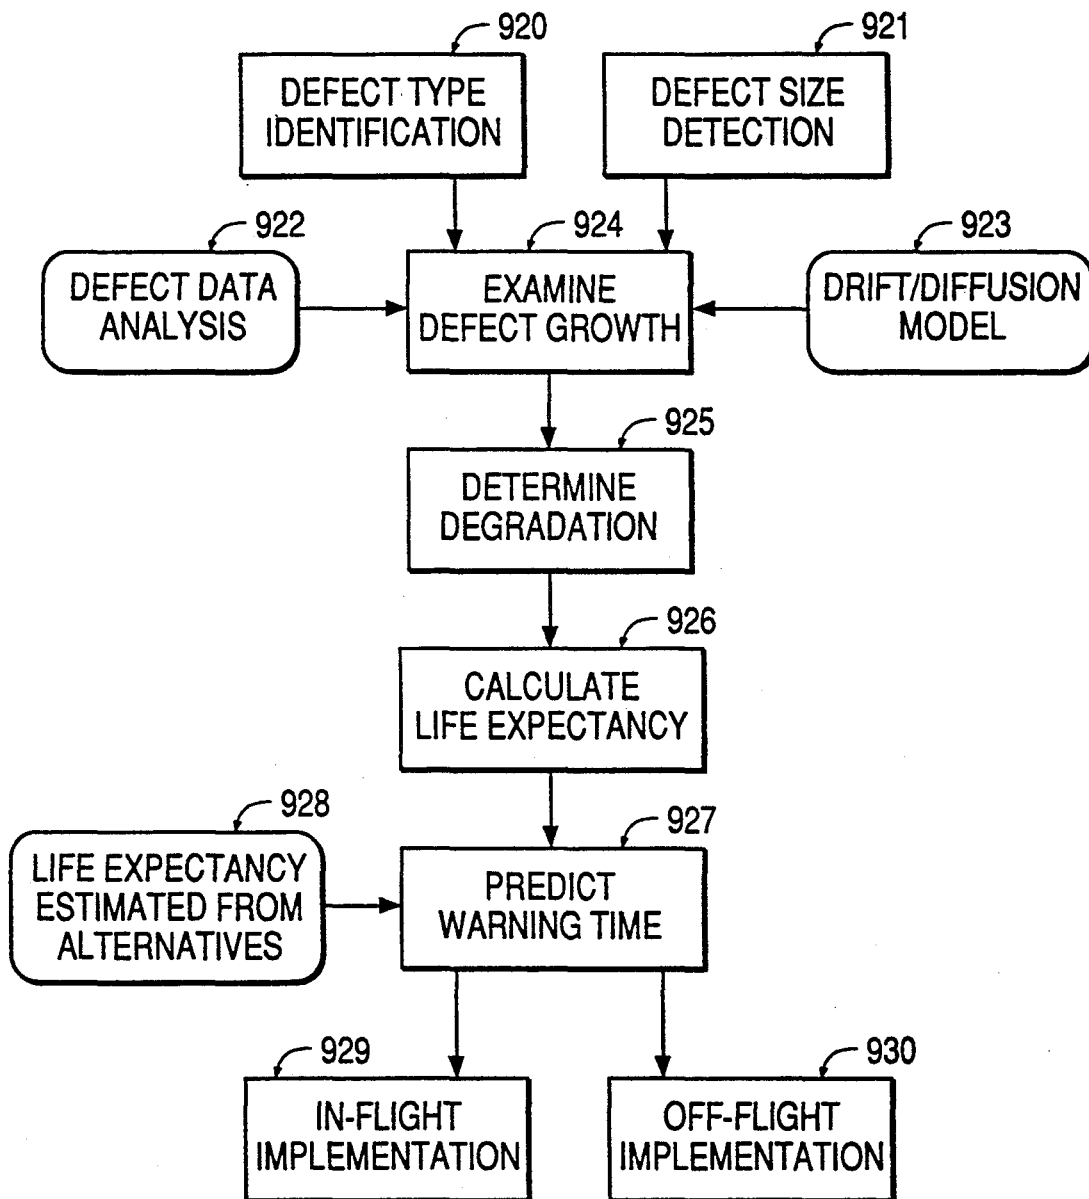 920
DEFECT TYPE
IDENTIFICATION
921
DEFECT SIZE
DETECTION
922
DEFECT DATA
ANALYSIS
924
EXAMINE
DEFECT GROWTH
923
DRIFT/DIFFUSION
MODEL
925
DETERMINE
DEGRADATION
926
CALCULATE
LIFE EXPECTANCY
928
LIFE EXPECTANCY
ESTIMATED FROM
ALTERNATIVES
927
PREDICT
WARNING TIME
929
IN-FLIGHT
IMPLEMENTATION
930
OFF-FLIGHT
IMPLEMENTATION